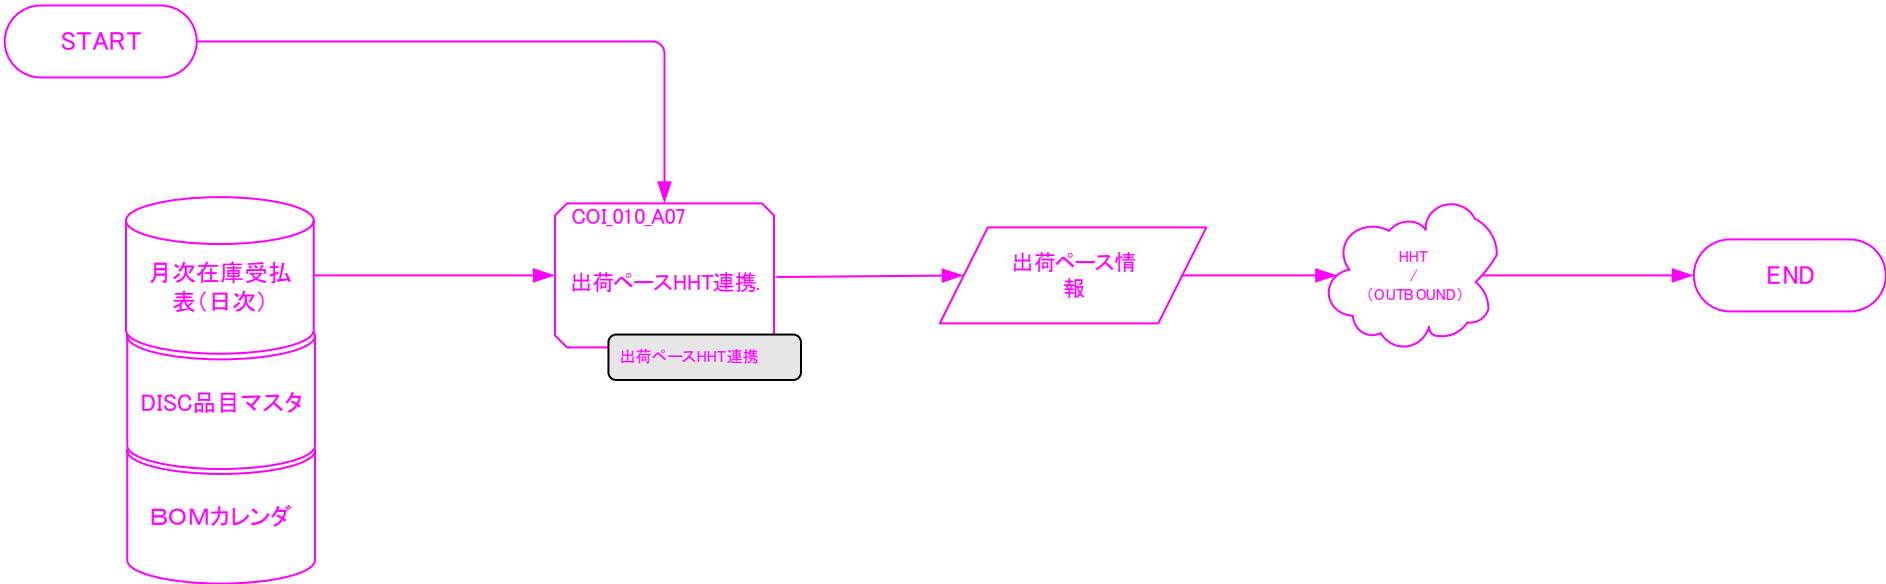 START
月次在庫受払
表(日次)
COI_010_A07
出荷ペースHHT連携.
出荷ペースHHT連携
出荷ペース情
報
HHT
/
(OUTBOUND)
END
DISC品目マスタ
BOMカレンダ